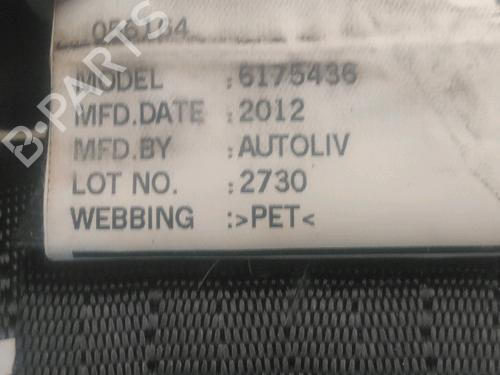 MODEL :6175436
MFD.DATE :2012
MFD.BY :AUTOLIV
LOT NO. :2730
WEBBING :>PET<
B-PARTS